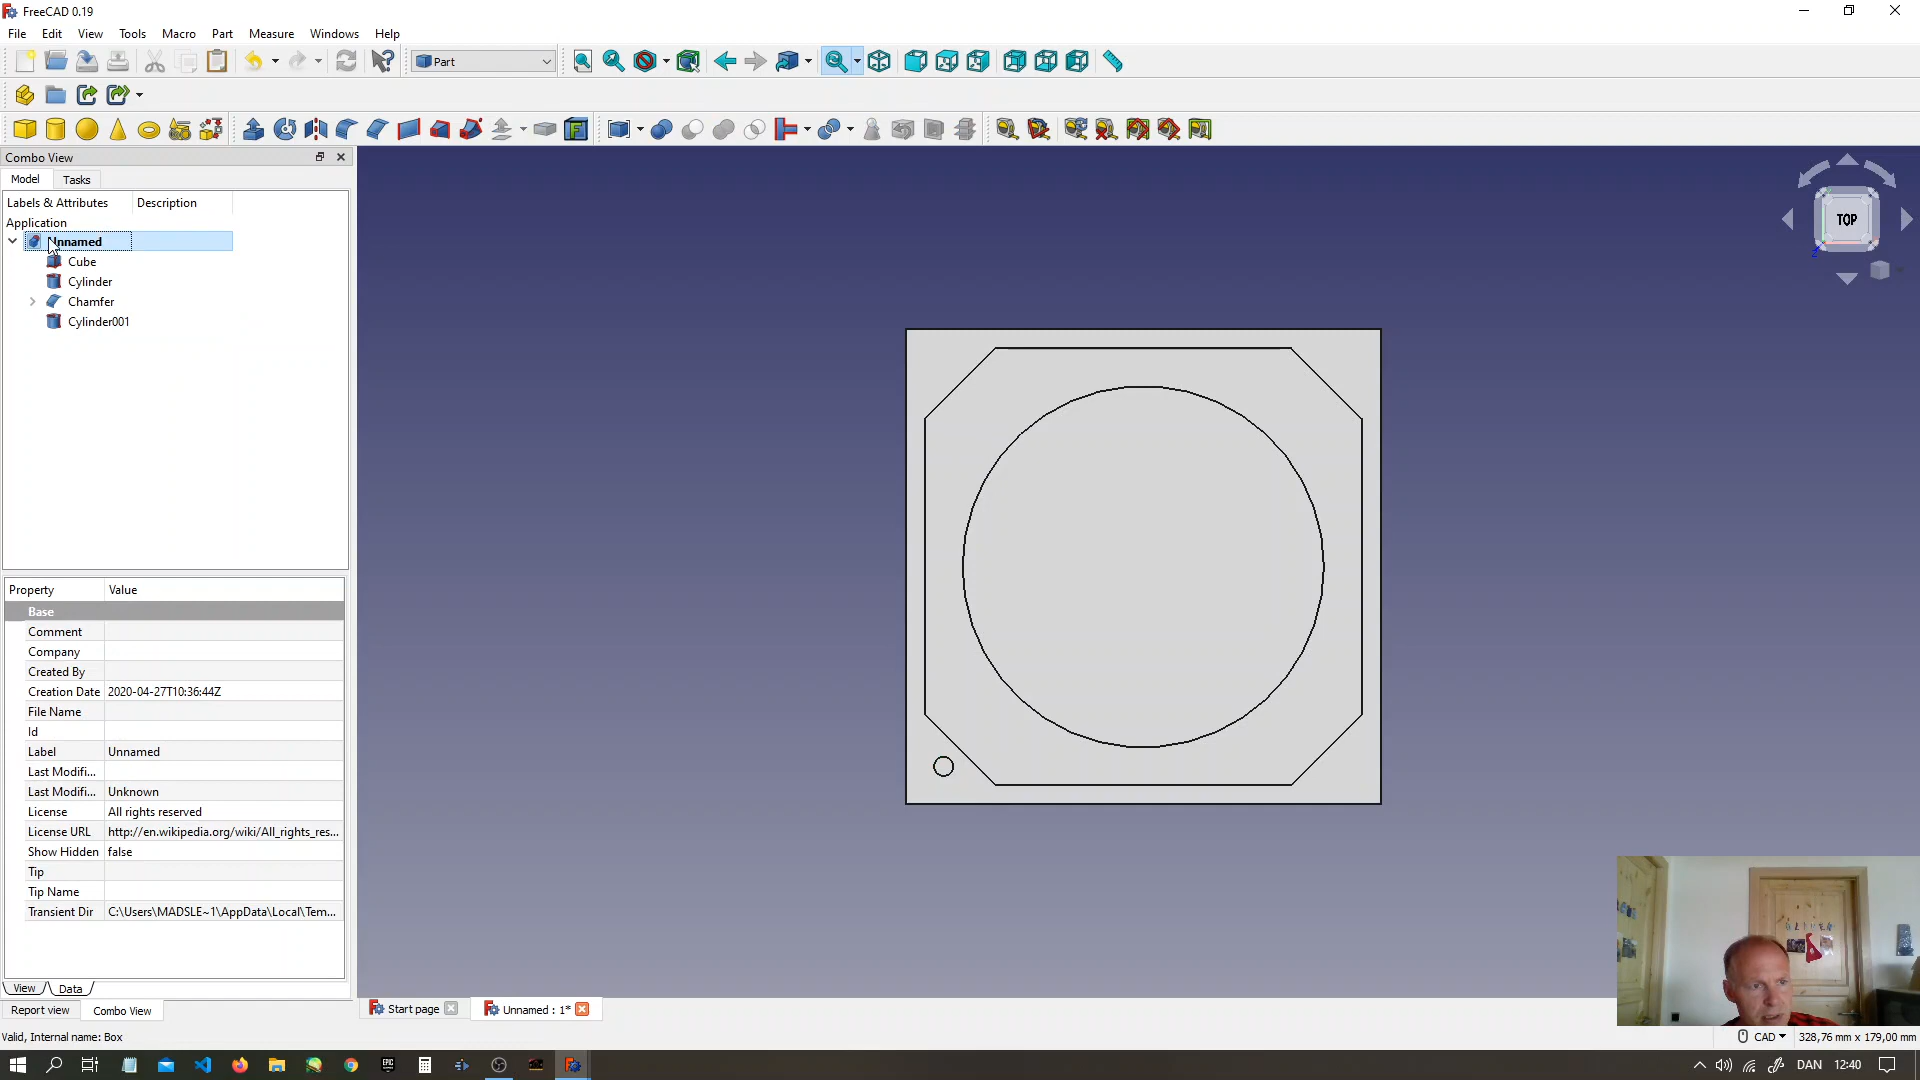 FreeCAD 0.19
File Edit View Tools Macro Part Measure Windows Help
Part
Combo View
Model Tasks
Labels & Attributes Description
Application
Unnamed
Cube
Cylinder
Chamfer
Cylinder001
TOP
Property Value
Base
Comment
Company
Created By
Creation Date 2020-04-27T10:36:44Z
File Name
Id
Label Unnamed
Last Modifi...
Last Modifi... Unknown
License All rights reserved
License URL http://en.wikipedia.org/wiki/All_rights_res...
Show Hidden false
Tip
Tip Name
Transient Dir C:\Users\MADSLE~1\AppData\Local\Tem...
View Data
Report view Combo View
Start page Unnamed : 1*
Valid, Internal name: Box
CAD 328,76 mm x 179,00 mm
EPIC
DAN 12:40